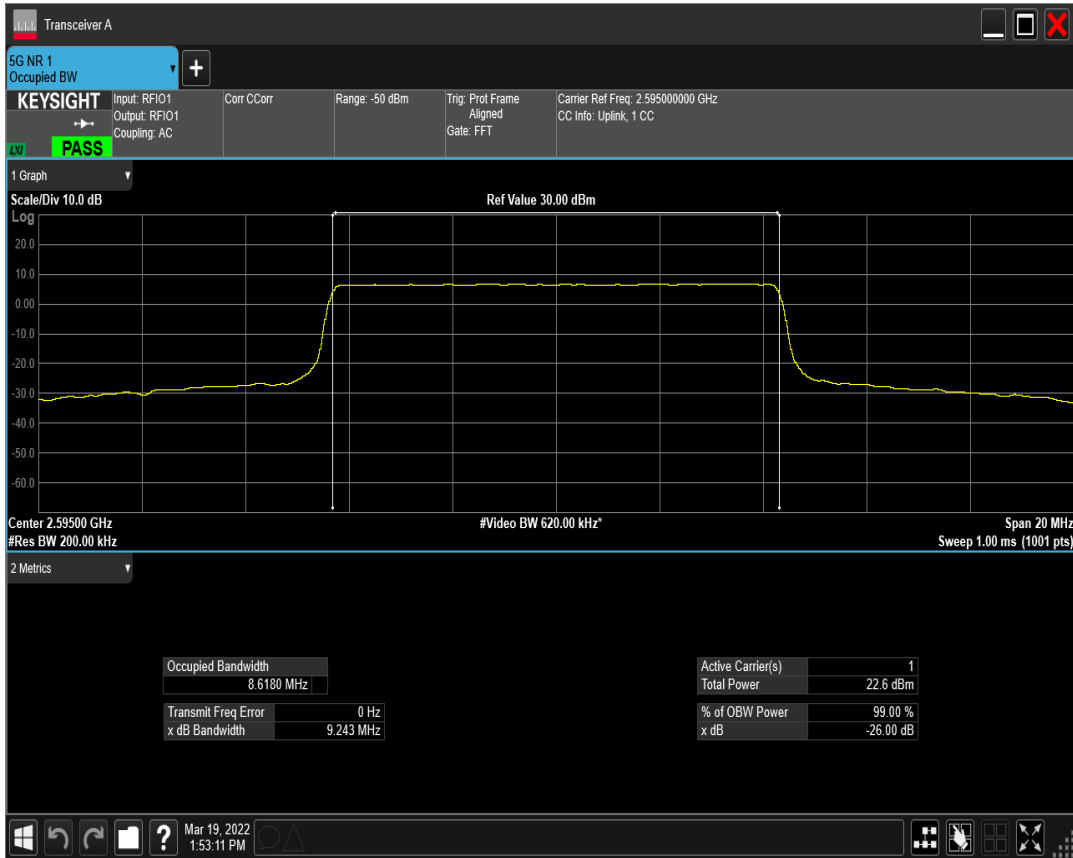 Transceiver A
5G NR 1
Occupied BW
KEYSIGHT
LXI
PASS
Input: RFIO1
Output: RFIO1
Coupling: AC
Corr CCorr
Range: -50 dBm
Trig: Prot Frame
Aligned
Gate: FFT
Carrier Ref Freq: 2.595000000 GHz
CC Info: Uplink, 1 CC
1 Graph
Scale/Div 10.0 dB
Ref Value 30.00 dBm
Log
20.0
10.0
0.00
-10.0
-20.0
-30.0
-40.0
-50.0
-60.0
Center 2.59500 GHz
#Video BW 620.00 kHz*
Span 20 MHz
#Res BW 200.00 kHz
Sweep 1.00 ms (1001 pts)
2 Metrics
Occupied Bandwidth
8.6180 MHz
Transmit Freq Error 0 Hz
x dB Bandwidth 9.243 MHz
Active Carrier(s) 1
Total Power 22.6 dBm
% of OBW Power 99.00 %
x dB -26.00 dB
Mar 19, 2022
1:53:11 PM